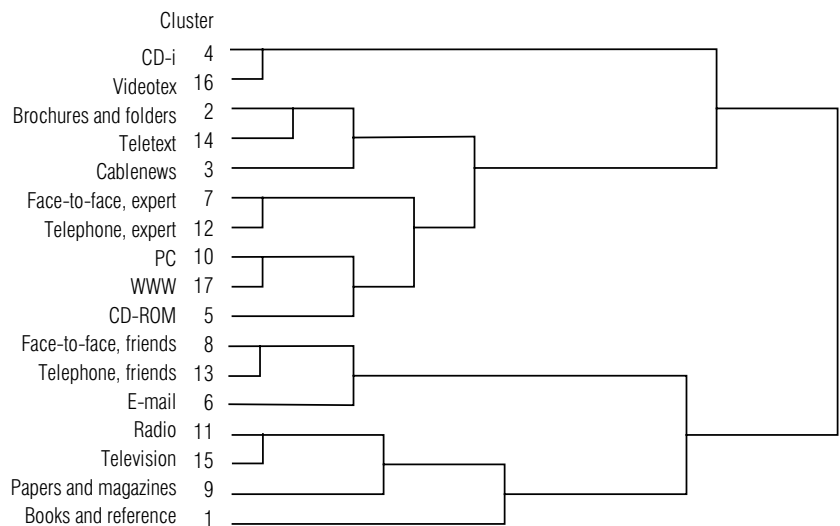 Cluster
CD-i 4
Videotex 16
Brochures and folders 2
Teletext 14
Cablenews 3
Face-to-face, expert 7
Telephone, expert 12
PC 10
WWW 17
CD-ROM 5
Face-to-face, friends 8
Telephone, friends 13
E-mail 6
Radio 11
Television 15
Papers and magazines 9
Books and reference 1